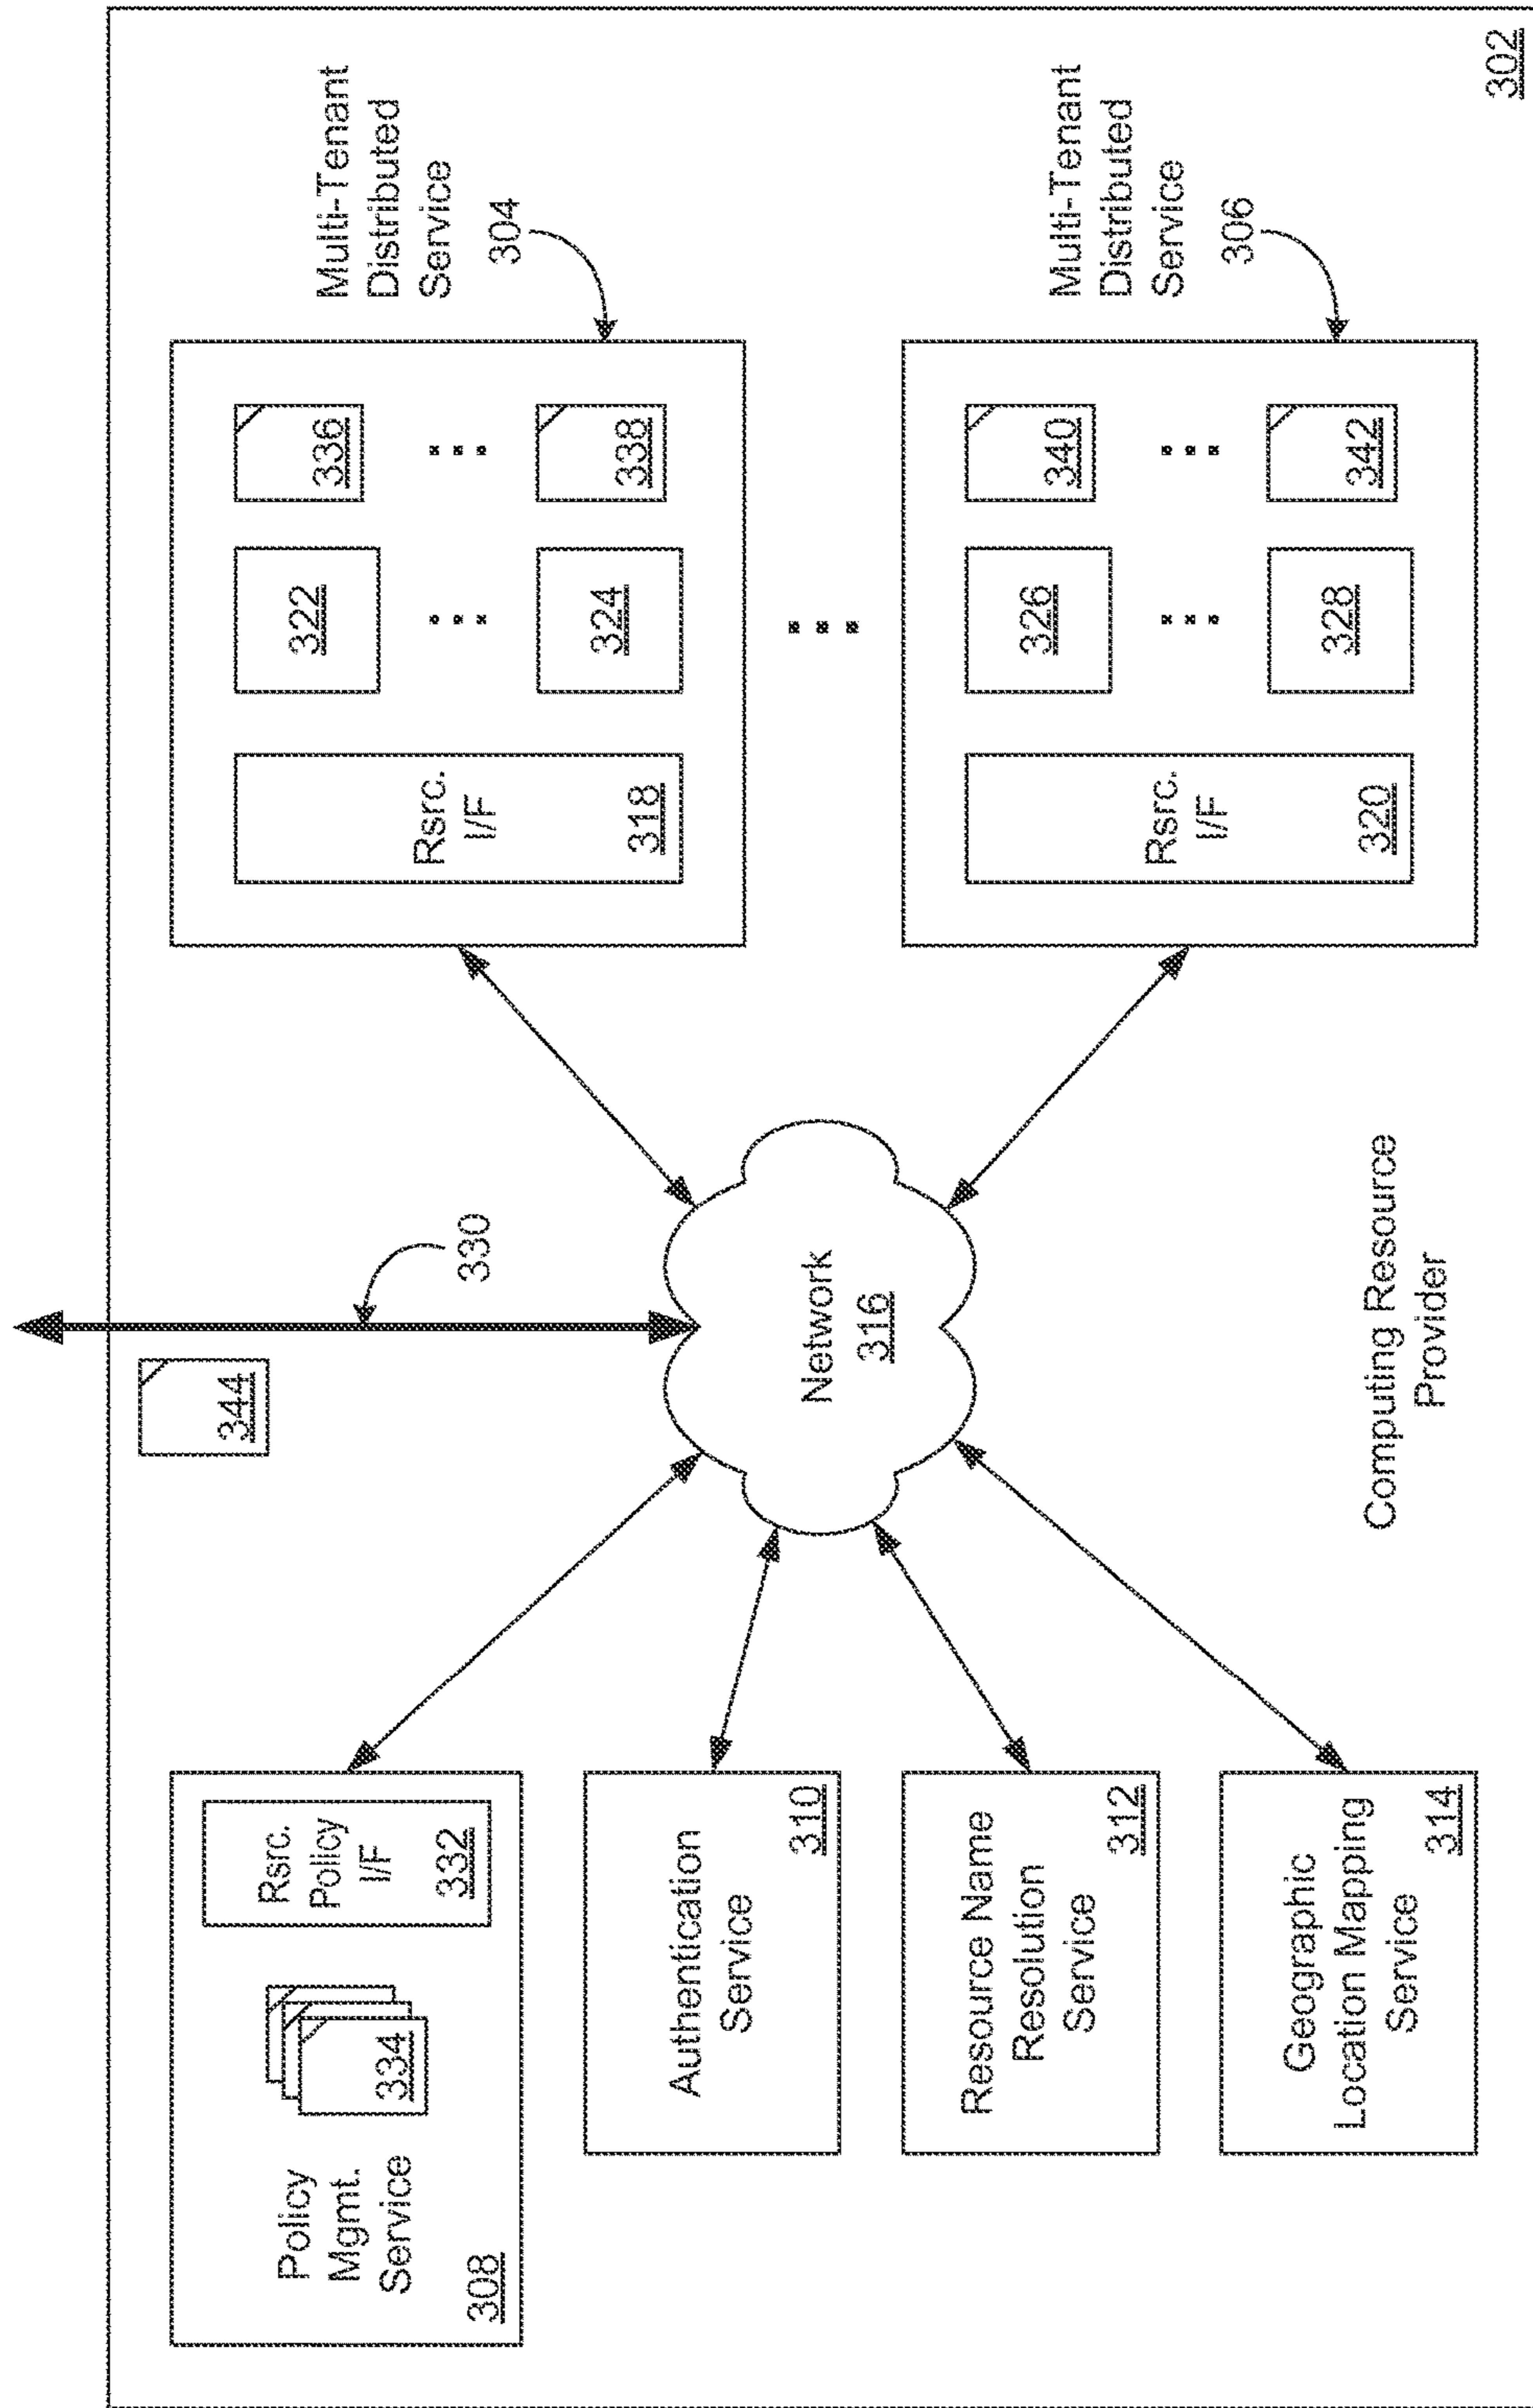 344
330
Policy
Mgmt.
Service
308
334
Rsrc.
Policy
I/F
332
Authentication
Service
310
Resource Name
Resolution
Service
312
Geographic
Location Mapping
Service
314
Network
316
Computing Resource
Provider
Rsrc.
I/F
318
322
324
336
338
Multi-Tenant
Distributed
Service
304
Rsrc.
I/F
320
326
328
340
342
Multi-Tenant
Distributed
Service
306
302